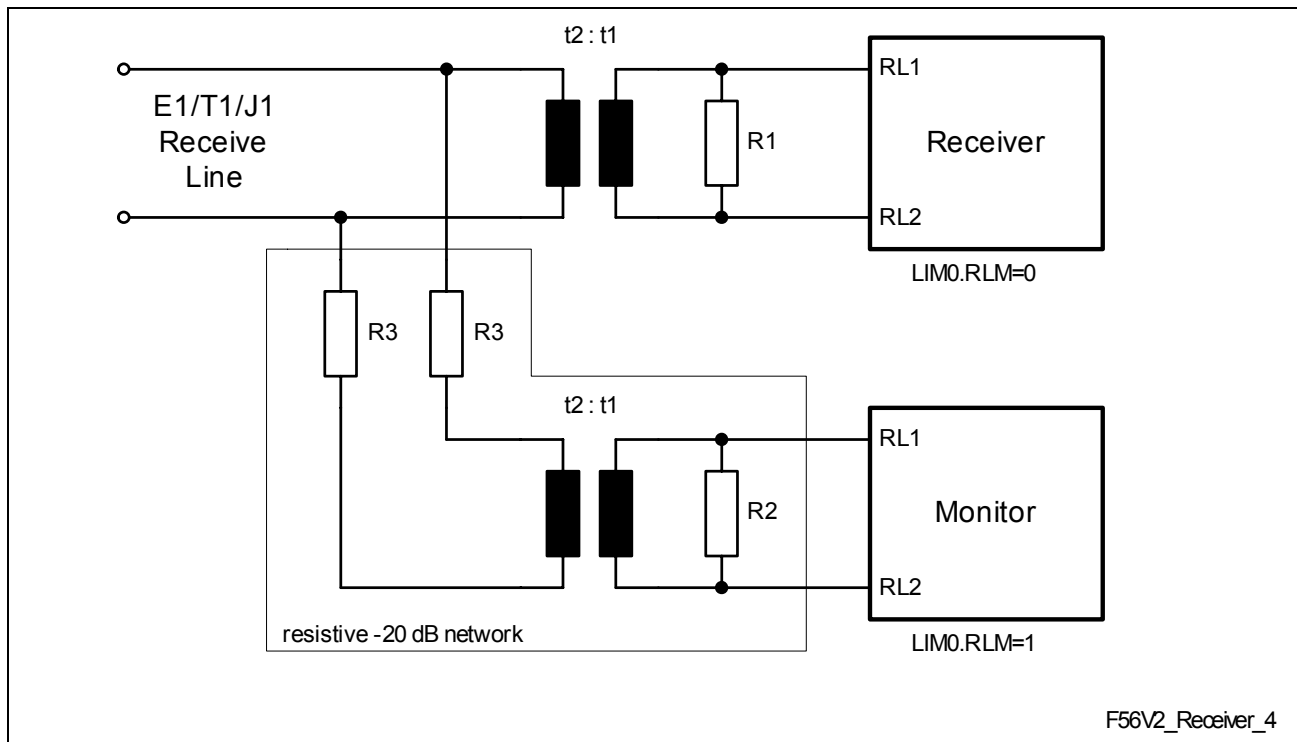 t2 : t1
E1/T1/J1
Receive
Line
R1
RL1
Receiver
RL2
LIM0.RLM=0
R3
R3
t2 : t1
R2
RL1
Monitor
RL2
LIM0.RLM=1
resistive -20 dB network
F56V2_Receiver_4